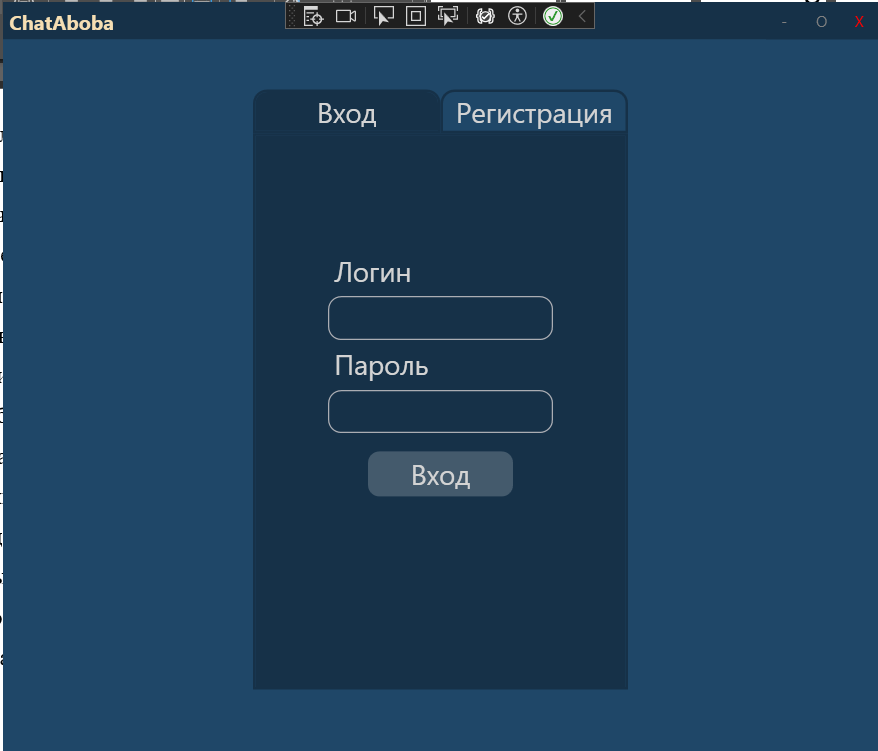 ChatAboba
- O X
Вход
Регистрация
Логин
Пароль
Вход